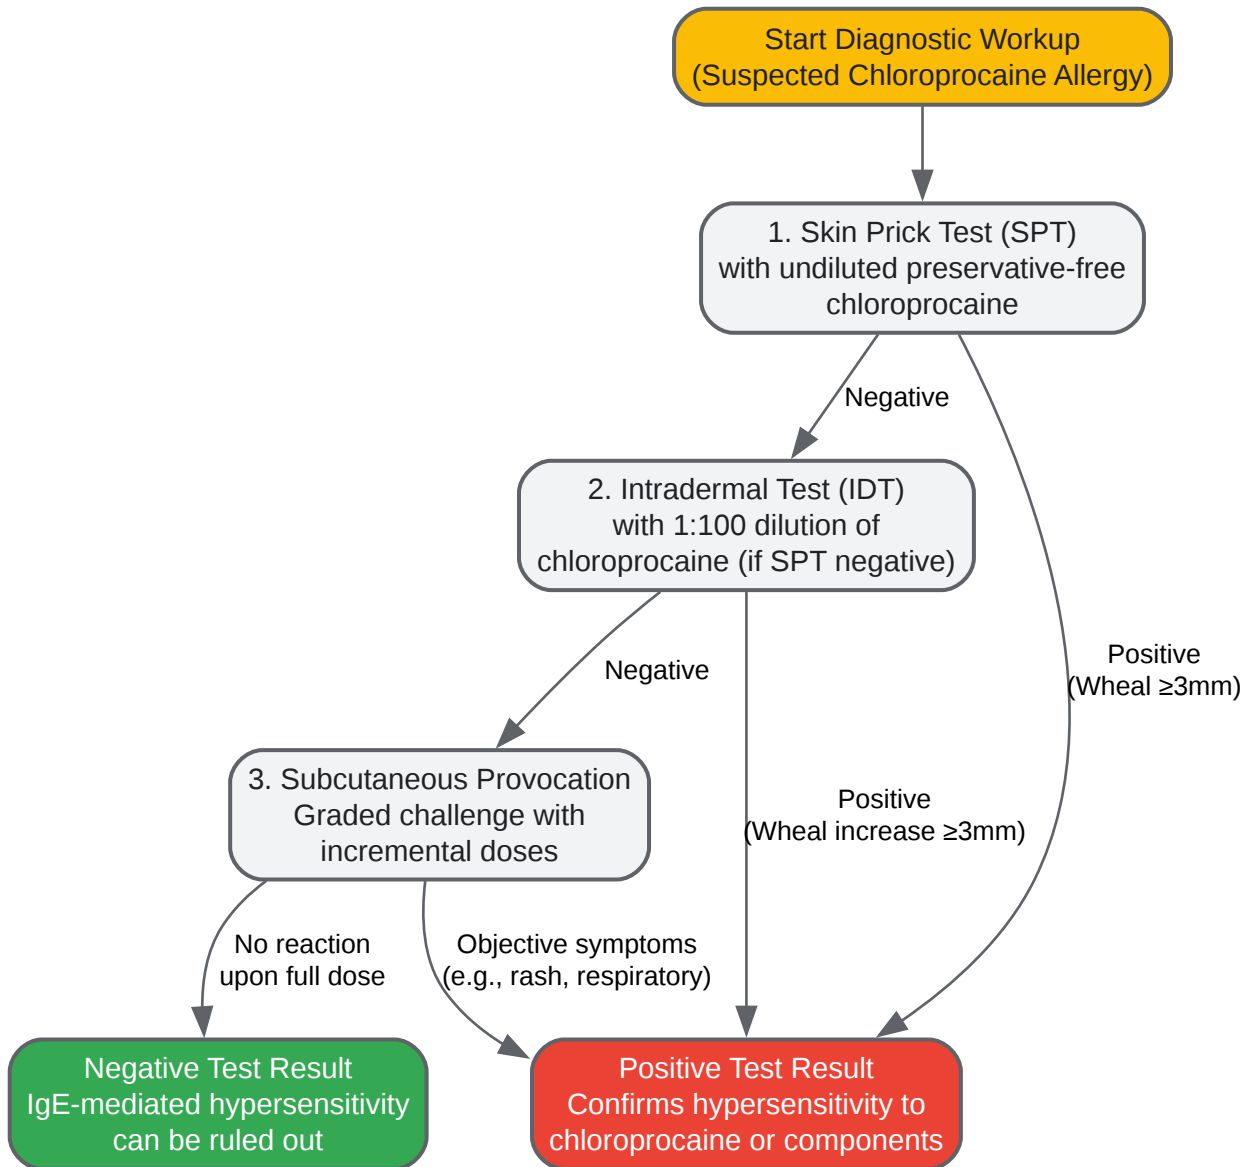 Start Diagnostic Workup
(Suspected Chloroprocaine Allergy)
1. Skin Prick Test (SPT)
with undiluted preservative-free
chloroprocaine
Negative
2. Intradermal Test (IDT)
with 1:100 dilution of
chloroprocaine (if SPT negative)
Negative
Positive
(Wheal ≥3mm)
3. Subcutaneous Provocation
Graded challenge with
incremental doses
Positive
(Wheal increase ≥3mm)
No reaction
upon full dose
Objective symptoms
(e.g., rash, respiratory)
Negative Test Result
IgE-mediated hypersensitivity
can be ruled out
Positive Test Result
Confirms hypersensitivity to
chloroprocaine or components